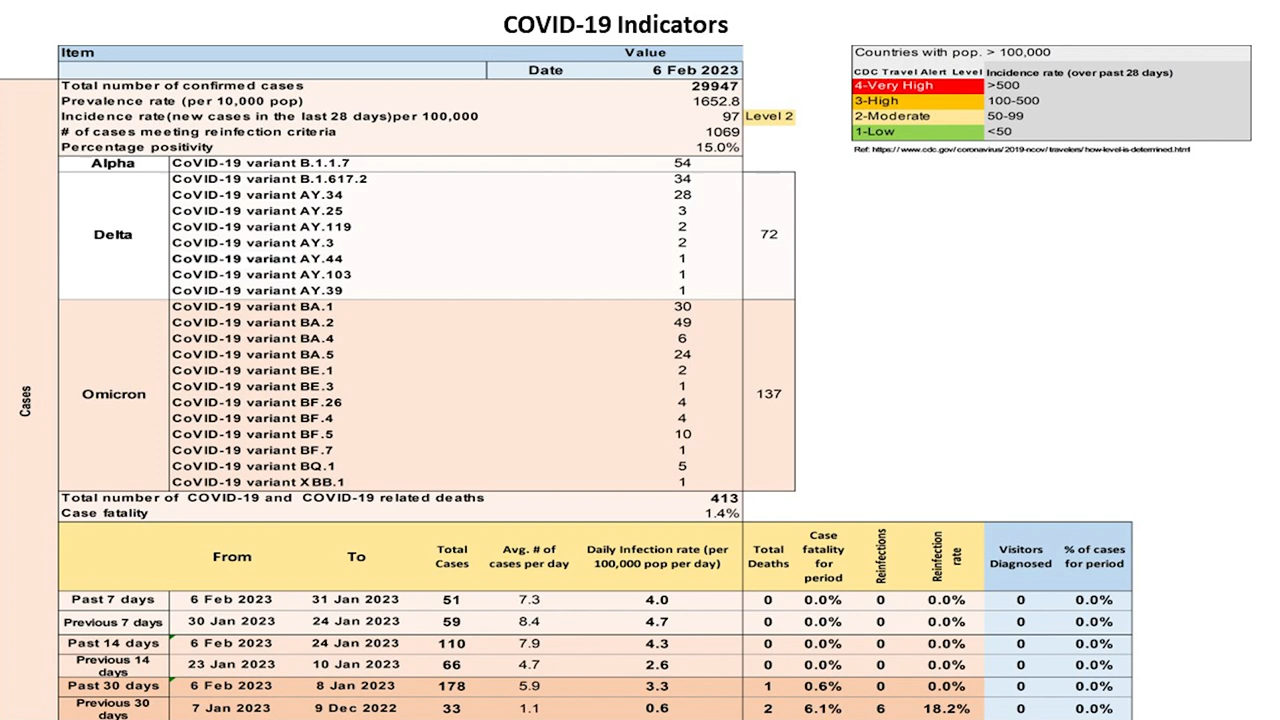 COVID-19 Indicators
Item Value
Date 6 Feb 2023
Total number of confirmed cases 29947
Prevalence rate (per 10,000 pop) 1652.8
Incidence rate(new cases in the last 28 days)per 100,000 97 Level 2
# of cases meeting reinfection criteria 1069
Percentage positivity 15.0%
Countries with pop. > 100,000
CDC Travel Alert Level Incidence rate (over past 28 days)
4-Very High >500
3-High 100-500
2-Moderate 50-99
1-Low <50
Ref: https://www.cdc.gov/coronavirus/2019-ncov/travelers/how-level-is-determined.html
Cases
Alpha CoVID-19 variant B.1.1.7 54
Delta 72
CoVID-19 variant B.1.617.2 34
CoVID-19 variant AY.34 28
CoVID-19 variant AY.25 3
CoVID-19 variant AY.119 2
CoVID-19 variant AY.3 2
CoVID-19 variant AY.44 1
CoVID-19 variant AY.103 1
CoVID-19 variant AY.39 1
Omicron 137
CoVID-19 variant BA.1 30
CoVID-19 variant BA.2 49
CoVID-19 variant BA.4 6
CoVID-19 variant BA.5 24
CoVID-19 variant BE.1 2
CoVID-19 variant BE.3 1
CoVID-19 variant BF.26 4
CoVID-19 variant BF.4 4
CoVID-19 variant BF.5 10
CoVID-19 variant BF.7 1
CoVID-19 variant BQ.1 5
CoVID-19 variant XBB.1 1
Total number of COVID-19 and COVID-19 related deaths 413
Case fatality 1.4%
From To Total Cases Avg. # of cases per day Daily Infection rate (per 100,000 pop per day) Total Deaths Case fatality for period Reinfections Reinfection rate Visitors Diagnosed % of cases for period
Past 7 days 6 Feb 2023 31 Jan 2023 51 7.3 4.0 0 0.0% 0 0.0% 0 0.0%
Previous 7 days 30 Jan 2023 24 Jan 2023 59 8.4 4.7 0 0.0% 0 0.0% 0 0.0%
Past 14 days 6 Feb 2023 24 Jan 2023 110 7.9 4.3 0 0.0% 0 0.0% 0 0.0%
Previous 14 days 23 Jan 2023 10 Jan 2023 66 4.7 2.6 0 0.0% 0 0.0% 0 0.0%
Past 30 days 6 Feb 2023 8 Jan 2023 178 5.9 3.3 1 0.6% 0 0.0% 0 0.0%
Previous 30 days 7 Jan 2023 9 Dec 2022 33 1.1 0.6 2 6.1% 6 18.2% 0 0.0%